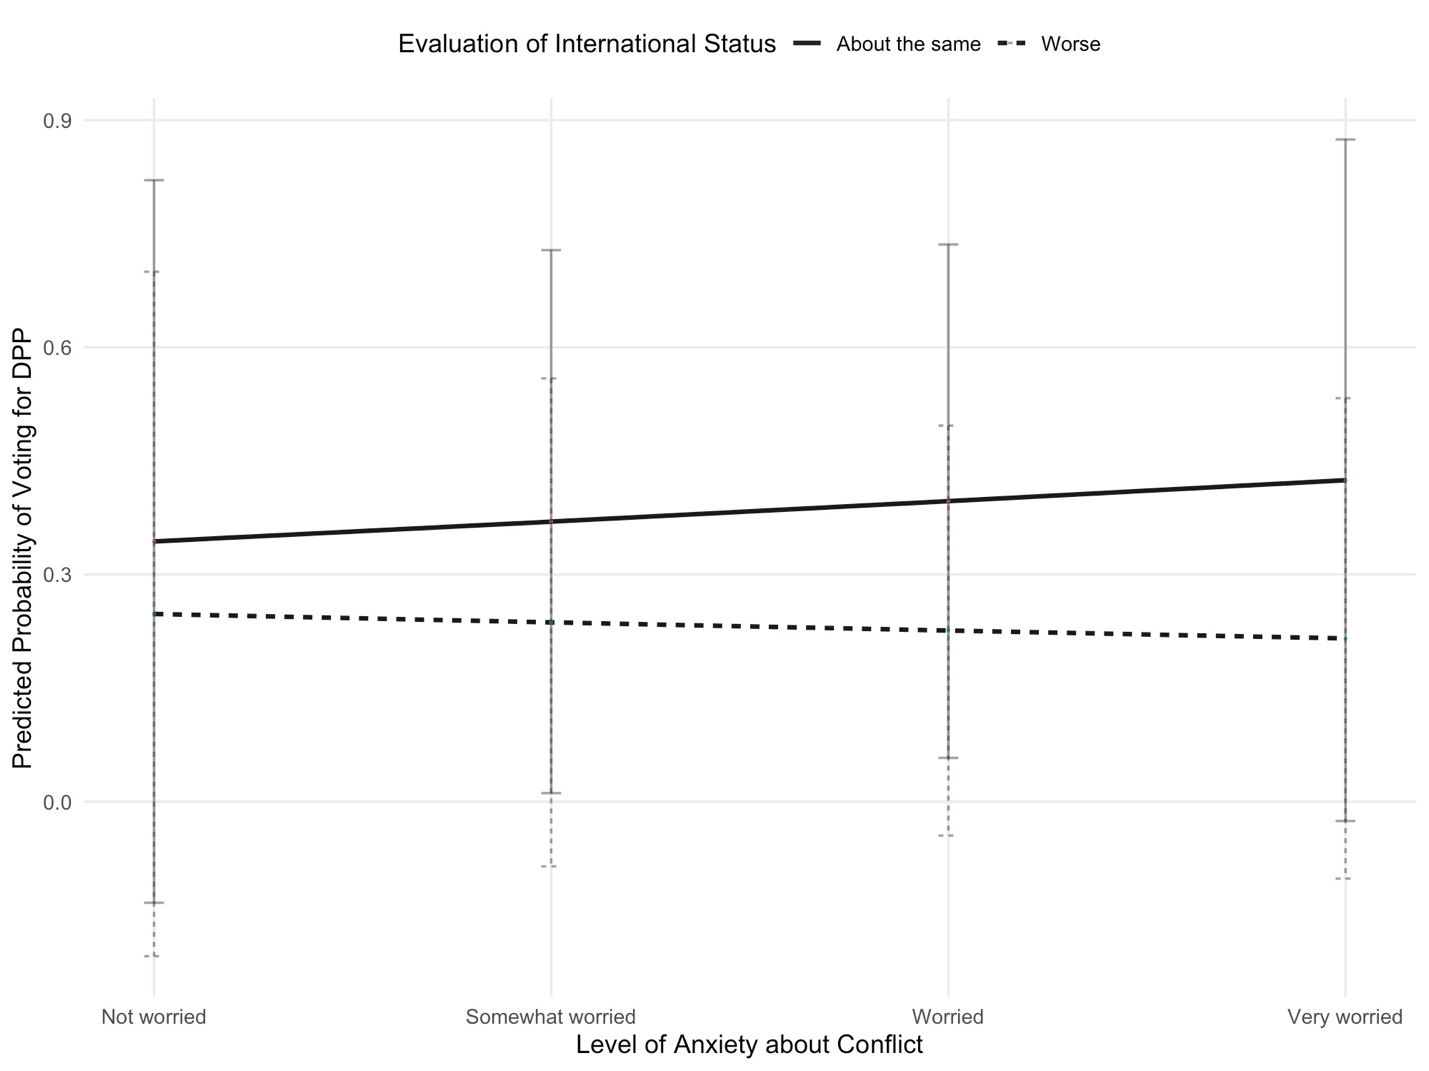 Evaluation of International Status About the same Worse
Predicted Probability of Voting for DPP
0.9
0.6
0.3
0.0
Not worried Somewhat worried Worried Very worried
Level of Anxiety about Conflict